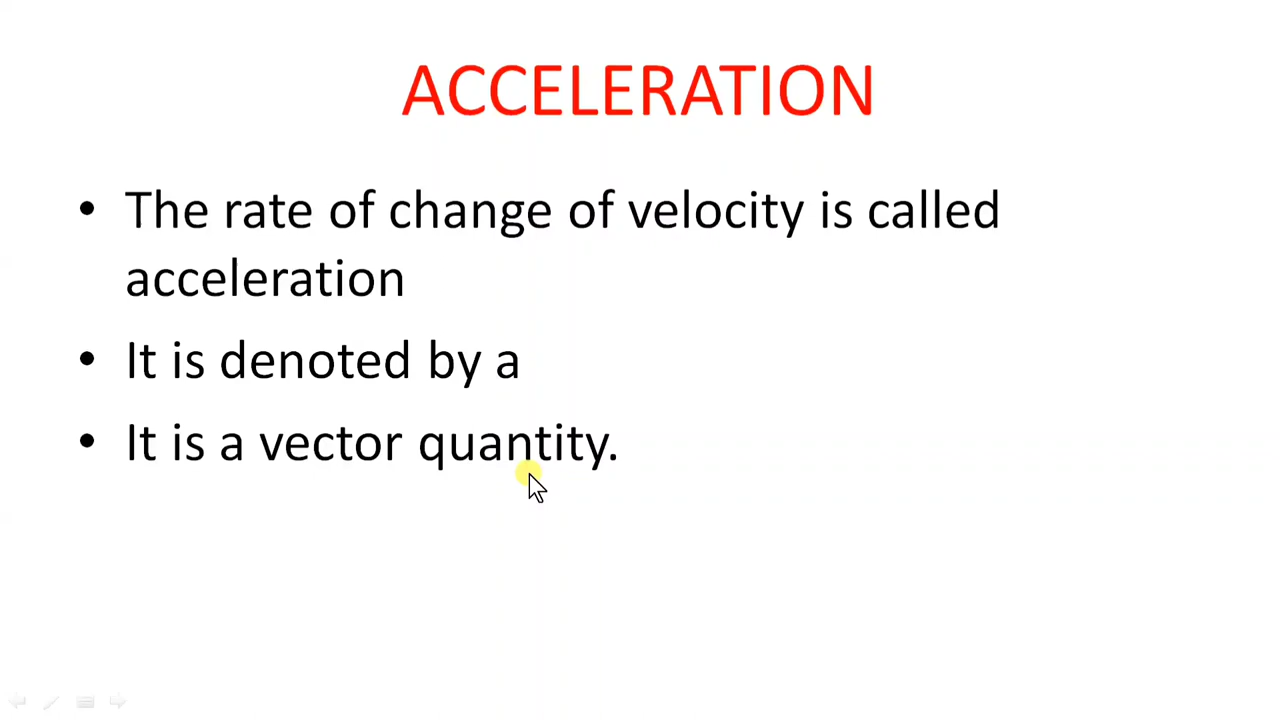 ACCELERATION
• The rate of change of velocity is called
acceleration
• It is denoted by a
• It is a vector quantity.